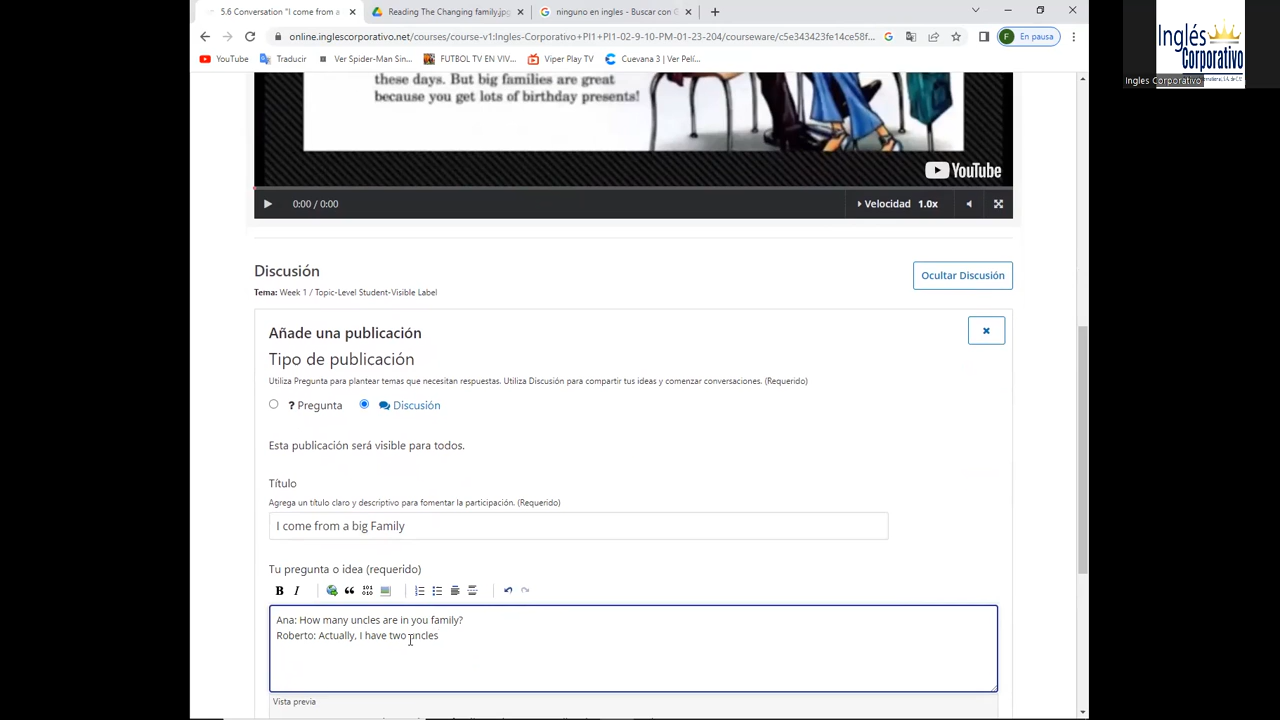 5.6 Conversation "I come from a
Reading The Changing family.jpg
ninguno en ingles - Buscar con G
online.inglescorporativo.net/courses/course-v1:Ingles-Corporativo+PI1+PI1-02-9-10-PM-01-23-204/courseware/c5e343423fe14ce58f...
En pausa
YouTube
Traducir
Ver Spider-Man Sin...
FUTBOL TV EN VIV...
Viper Play TV
Cuevana 3 | Ver Pelí...
Inglés
Corporativo
Ingles Corporativo
these days. But big families are great
because you get lots of birthday presents!
YouTube
0:00 / 0:00
Velocidad 1.0x
Discusión
Ocultar Discusión
Tema: Week 1 / Topic-Level Student-Visible Label
Añade una publicación
Tipo de publicación
Utiliza Pregunta para plantear temas que necesitan respuestas. Utiliza Discusión para compartir tus ideas y comenzar conversaciones. (Requerido)
? Pregunta
Discusión
Esta publicación será visible para todos.
Título
Agrega un título claro y descriptivo para fomentar la participación. (Requerido)
I come from a big Family
Tu pregunta o idea (requerido)
Ana: How many uncles are in you family?
Roberto: Actually, I have two uncles
Vista previa